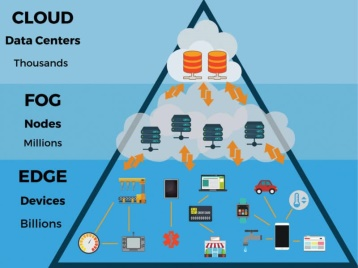 CLOUD
Data Centers
Thousands
FOG
Nodes
Millions
EDGE
Devices
Billions